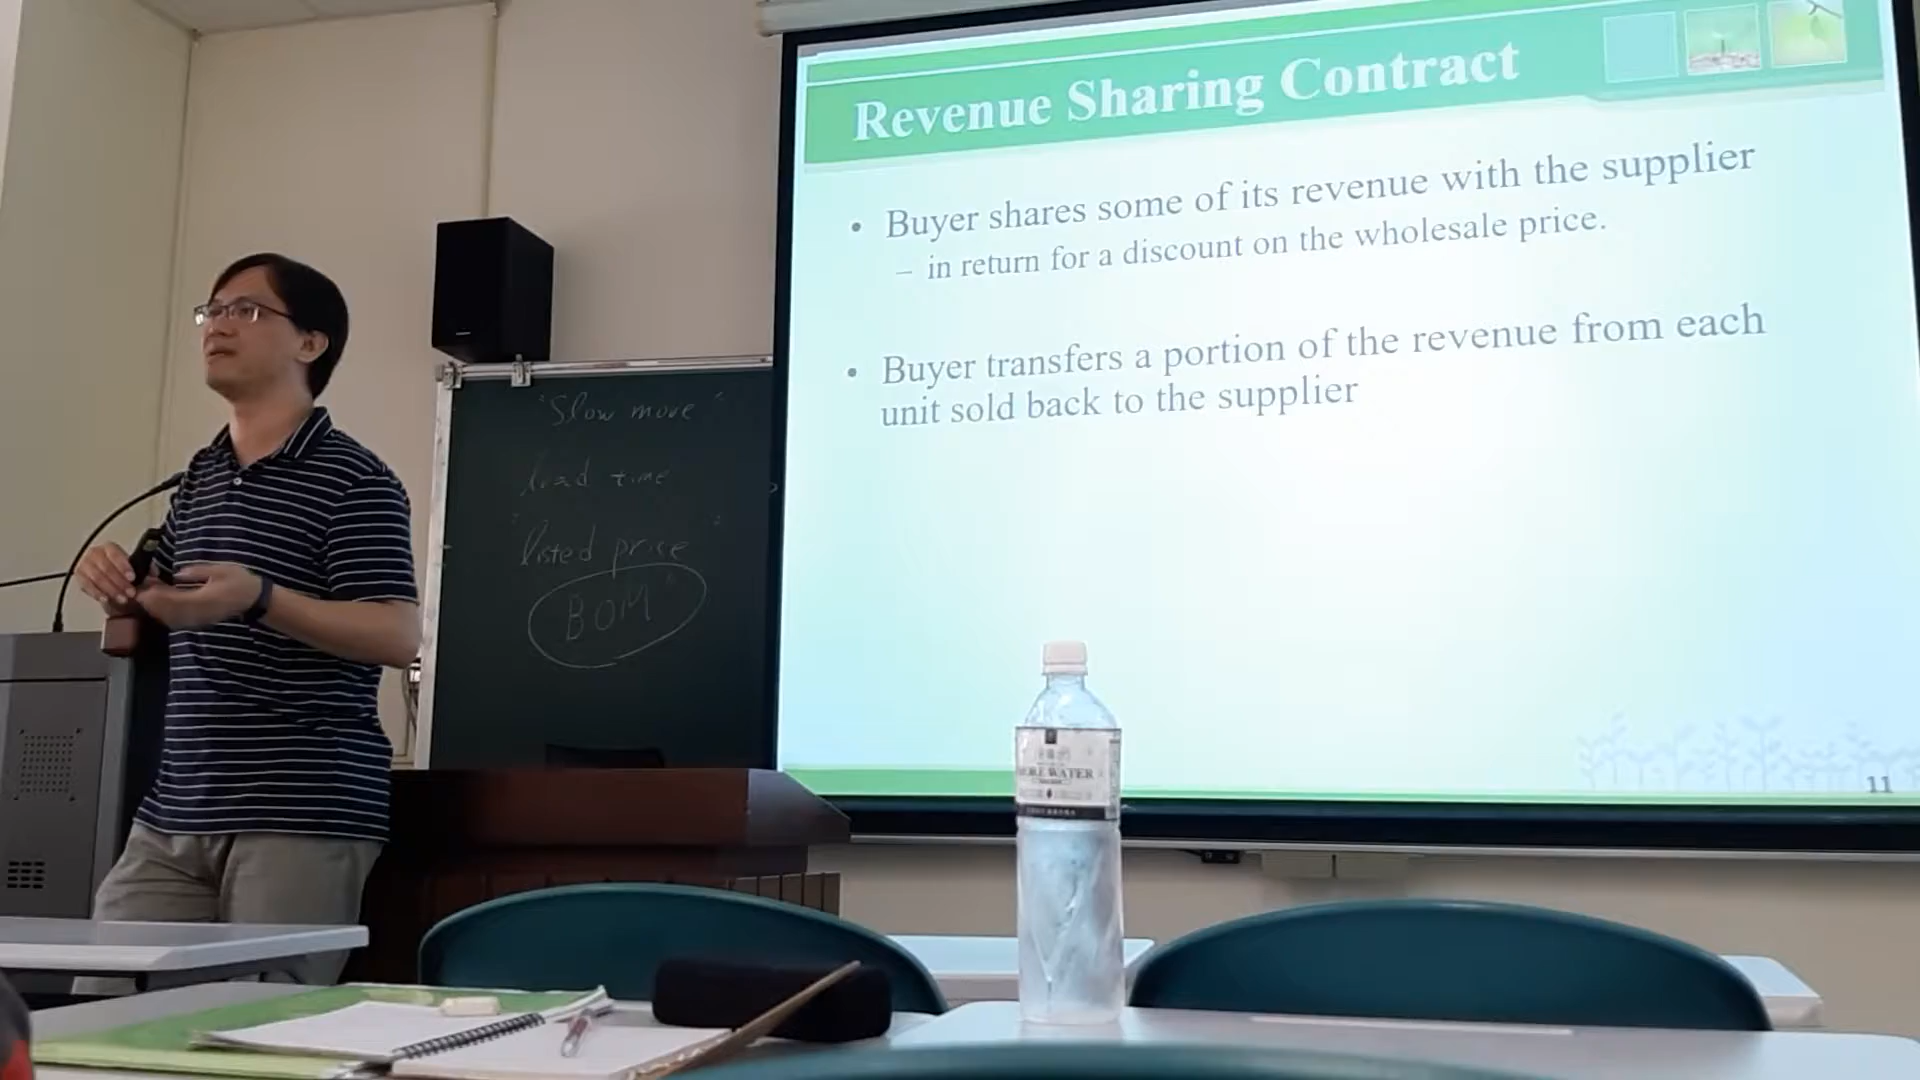 Revenue Sharing Contract
• Buyer shares some of its revenue with the supplier
– in return for a discount on the wholesale price.
• Buyer transfers a portion of the revenue from each
unit sold back to the supplier
11
"Slow move"
lead time
"listed price"
BOM"
WATER